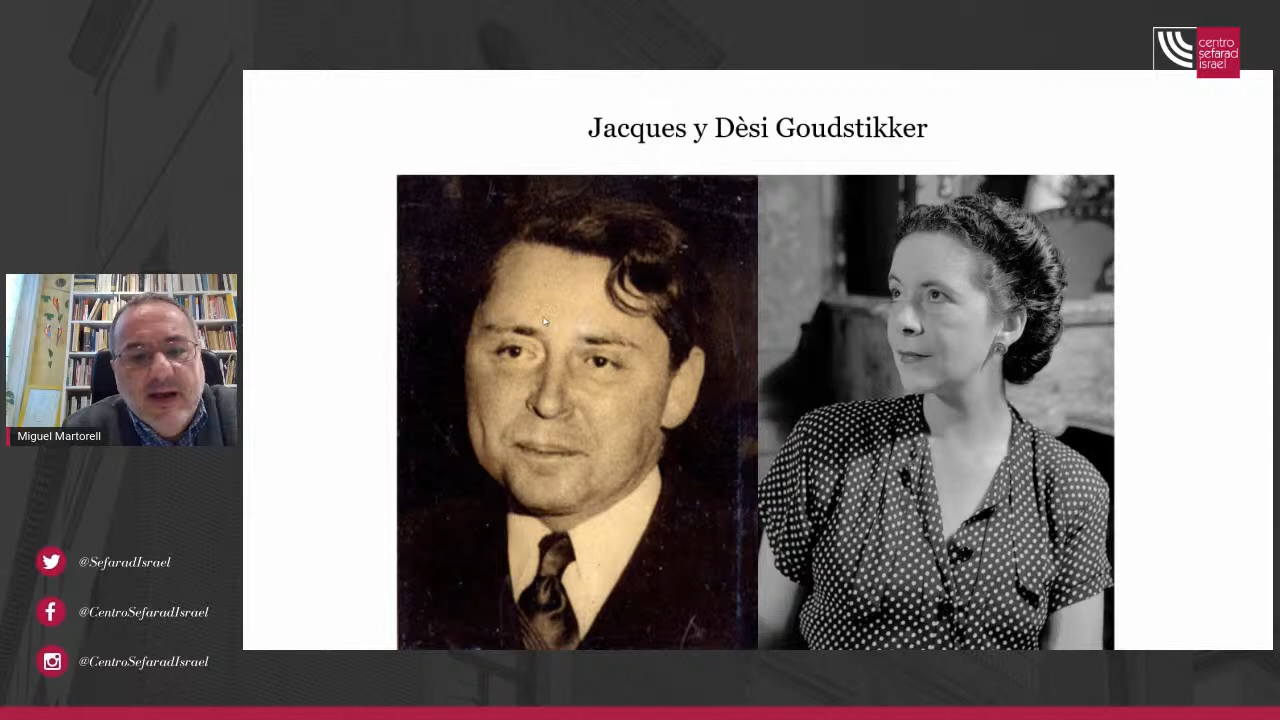 centro
sefarad
israel
Jacques y Dèsi Goudstikker
Miguel Martorell
@SefaradIsrael
@CentroSefaradIsrael
@CentroSefaradIsrael